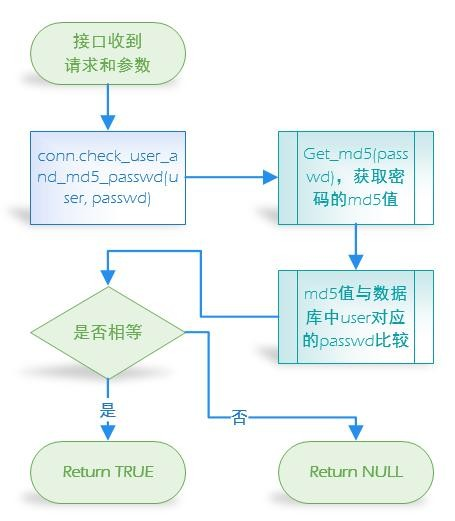 接口收到
请求和参数
conn.check_user_a
nd_md5_passwd(u
ser, passwd)
Get_md5(pass
wd)，获取密
码的md5值
md5值与数据
库中user对应
的passwd比较
是否相等
是
否
Return TRUE
Return NULL